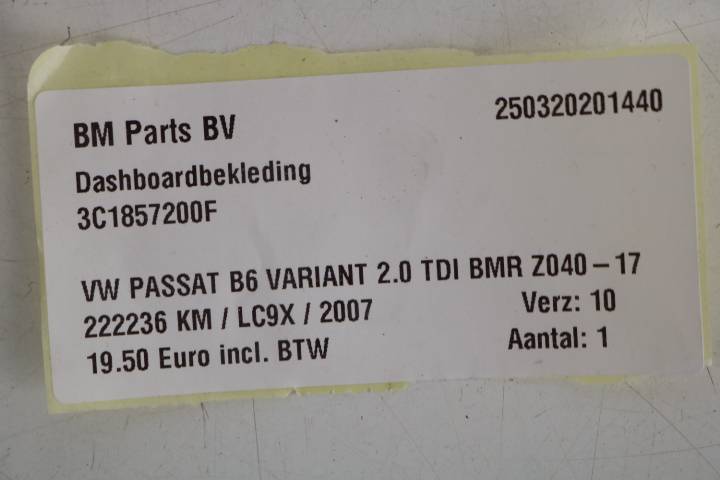 BM Parts BV 250320201440
Dashboardbekleding
3C1857200F
VW PASSAT B6 VARIANT 2.0 TDI BMR Z040-17
222236 KM / LC9X / 2007 Verz: 10
19.50 Euro incl. BTW Aantal: 1